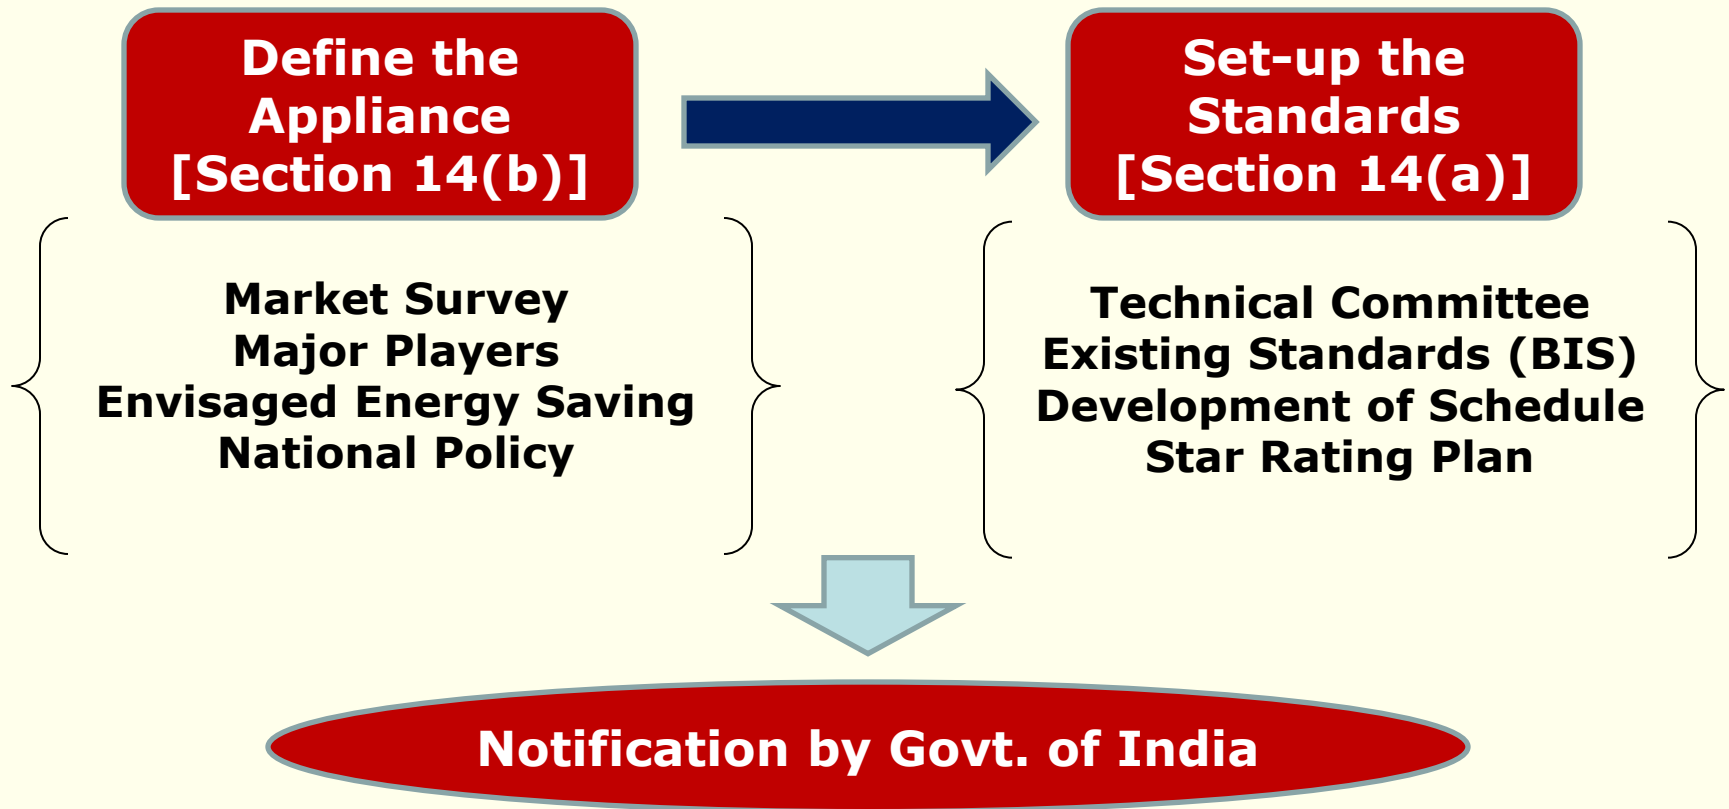 Define the
Appliance
[Section 14(b)]
Set-up the
Standards
[Section 14(a)]
Market Survey
Major Players
Envisaged Energy Saving
National Policy
Technical Committee
Existing Standards (BIS)
Development of Schedule
Star Rating Plan
Notification by Govt. of India